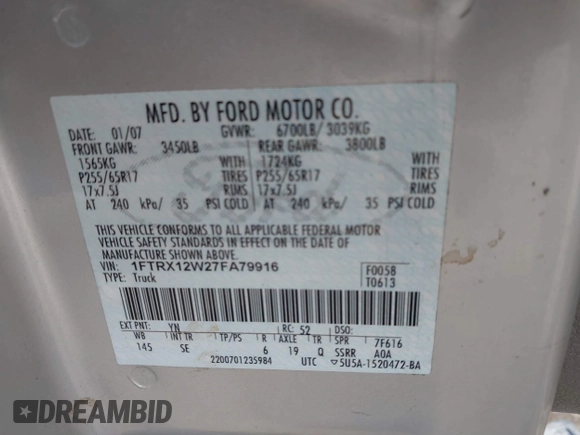 MFD. BY FORD MOTOR CO.
DATE: 01/07 GVWR: 6700LB/ 3039KG
FRONT GAWR: 3450LB REAR GAWR: 3800LB
1565KG WITH 1724KG WITH
P255/65R17 TIRES P255/65R17 TIRES
17x7.5J RIMS 17x7.5J RIMS
AT 240 kPa/ 35 PSI COLD AT 240 kPa/ 35 PSI COLD
THIS VEHICLE CONFORMS TO ALL APPLICABLE FEDERAL MOTOR
VEHICLE SAFETY STANDARDS IN EFFECT ON THE DATE OF
MANUFACTURE SHOWN ABOVE.
VIN: 1FTRX12W27FA79916 F0058
TYPE: Truck T0613
EXT PNT: YN RC: 52 DSO:
WB INT TR TP/PS R AXLE TR SPR 7F616
145 SE 6 19 Q SSRR A0A
2200701235984 UTC 5U5A-1520472-BA
DREAMBID .com